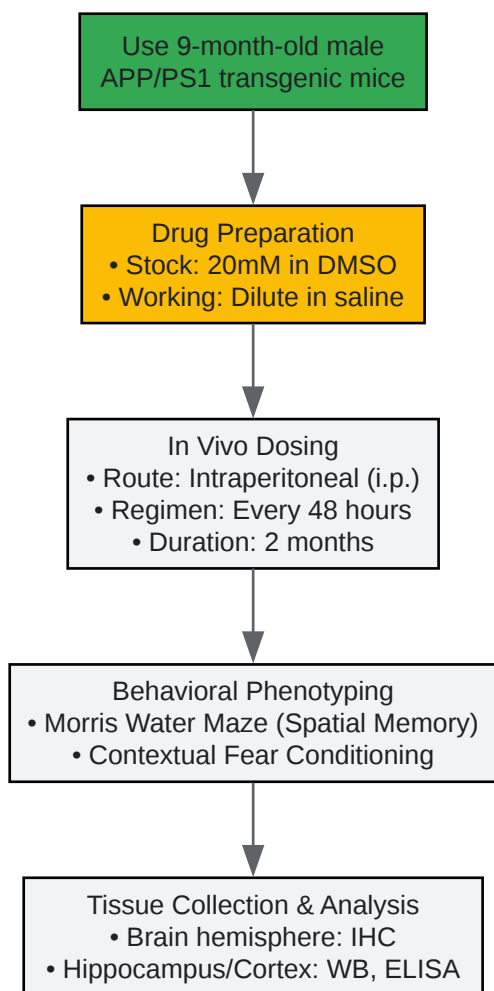 Use 9-month-old male
APP/PS1 transgenic mice
Drug Preparation
• Stock: 20mM in DMSO
• Working: Dilute in saline
In Vivo Dosing
• Route: Intraperitoneal (i.p.)
• Regimen: Every 48 hours
• Duration: 2 months
Behavioral Phenotyping
• Morris Water Maze (Spatial Memory)
• Contextual Fear Conditioning
Tissue Collection & Analysis
• Brain hemisphere: IHC
• Hippocampus/Cortex: WB, ELISA